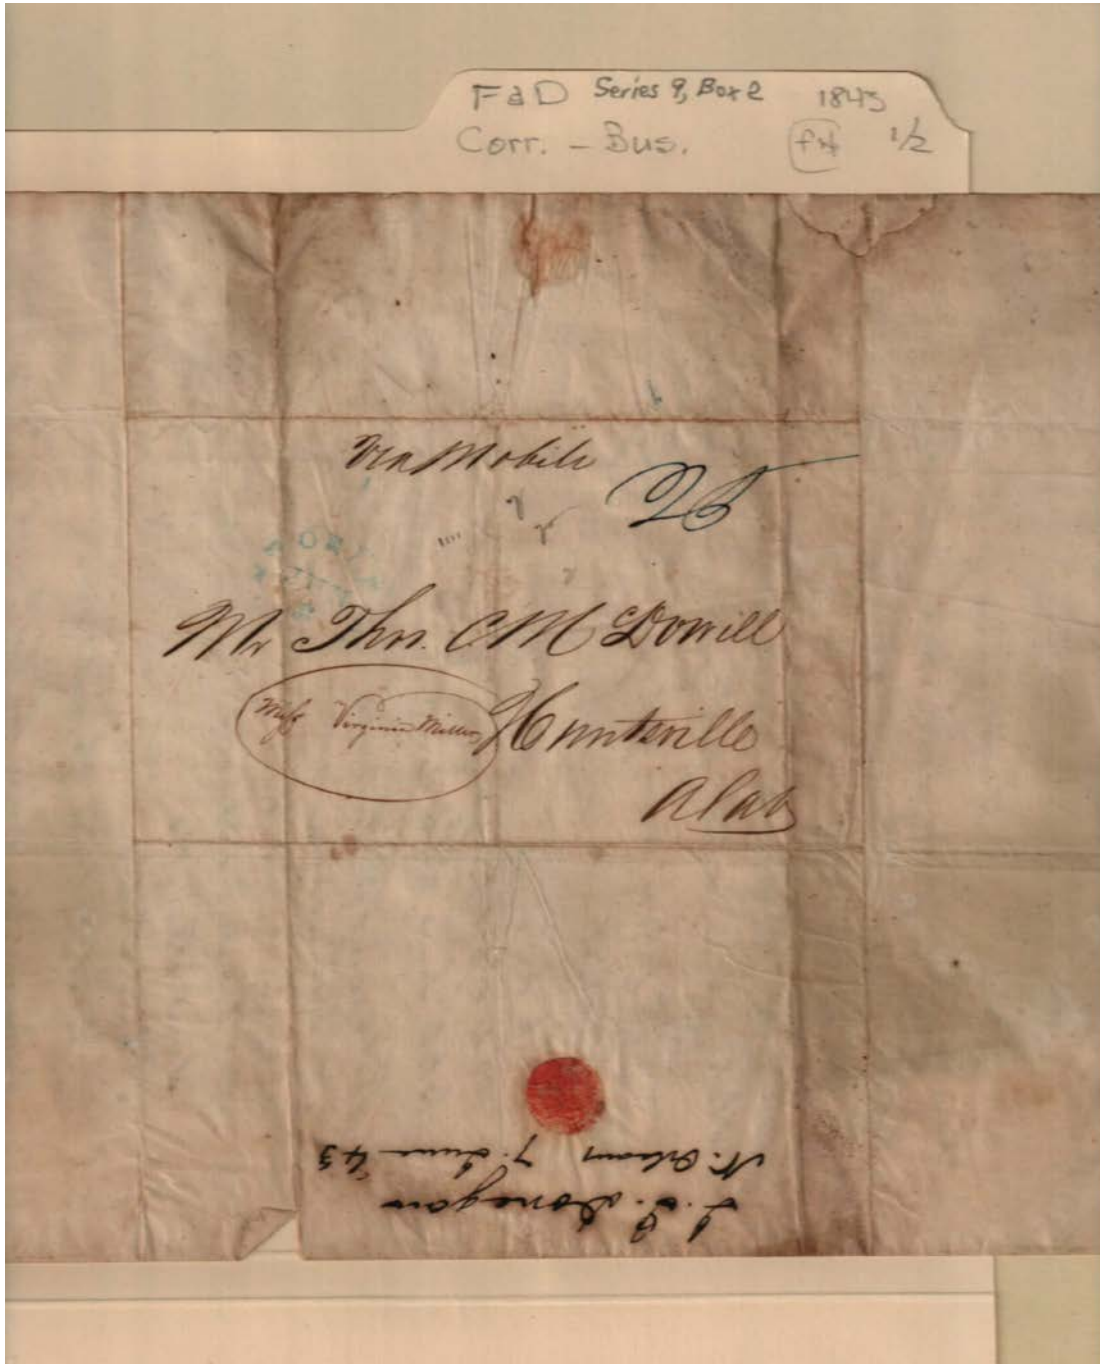 F&D Series 9, Box 2 1843
Corr. - Bus. 1/2
Via Mobile
25
Mr Thos. C McDowell
Miss Virginia Miller
Huntsville
Alab
J. J. Donegan
N. Orleans 7. June 43